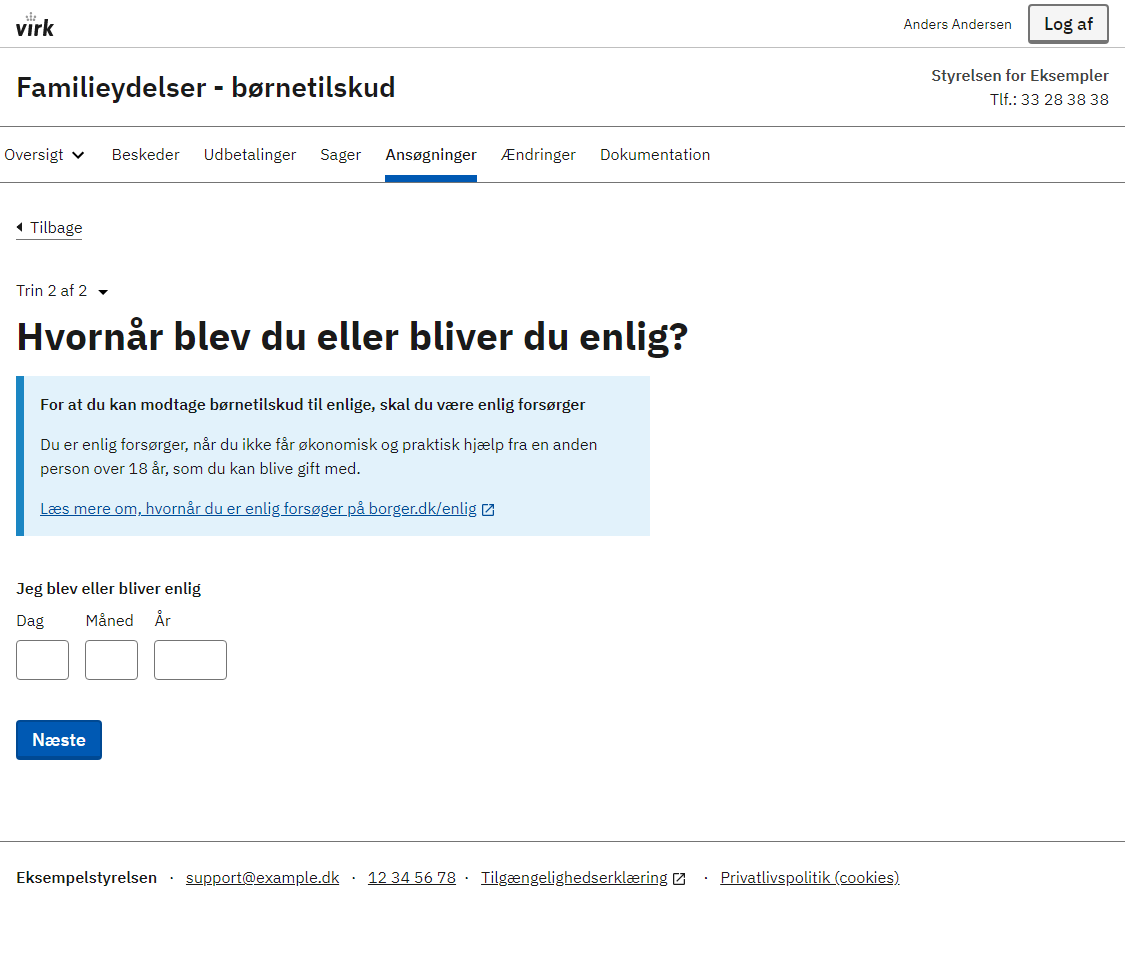 virk
Anders Andersen
Log af
Familieydelser - børnetilskud
Styrelsen for Eksempler
Tlf.: 33 28 38 38
Oversigt Beskeder Udbetalinger Sager Ansøgninger Ændringer Dokumentation
Tilbage
Trin 2 af 2
Hvornår blev du eller bliver du enlig?
For at du kan modtage børnetilskud til enlige, skal du være enlig forsørger
Du er enlig forsørger, når du ikke får økonomisk og praktisk hjælp fra en anden
person over 18 år, som du kan blive gift med.
Læs mere om, hvornår du er enlig forsøger på borger.dk/enlig
Jeg blev eller bliver enlig
Dag Måned År
Næste
Eksempelstyrelsen · support@example.dk · 12 34 56 78 · Tilgængelighedserklæring · Privatlivspolitik (cookies)